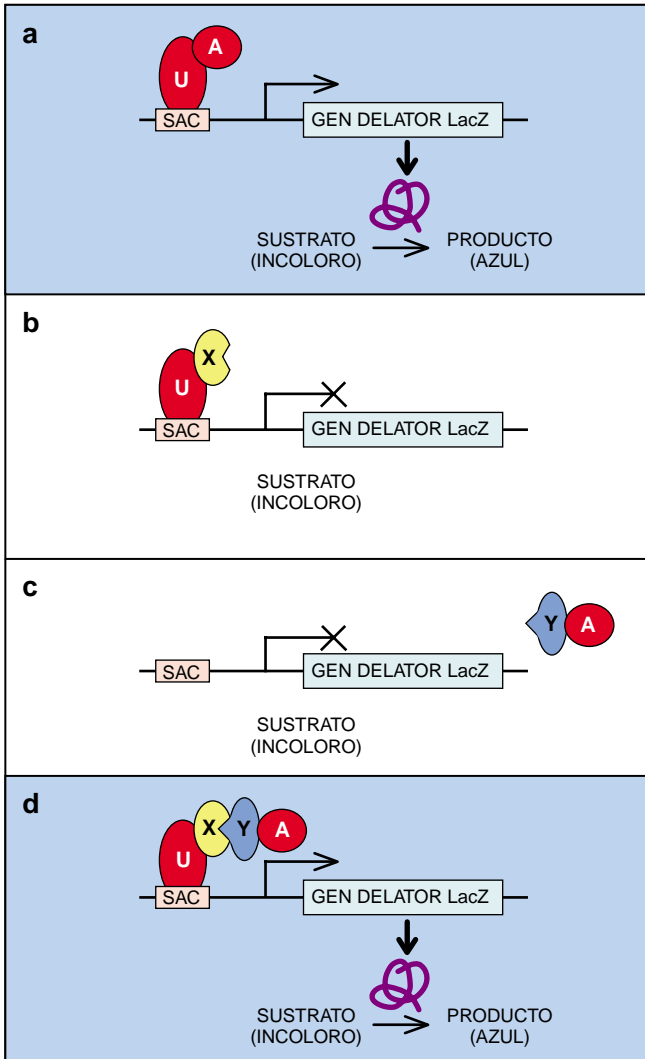 a
A
U
SAC
GEN DELATOR LacZ
SUSTRATO
(INCOLORO)
PRODUCTO
(AZUL)
b
X
U
SAC
GEN DELATOR LacZ
SUSTRATO
(INCOLORO)
c
Y A
SAC
GEN DELATOR LacZ
SUSTRATO
(INCOLORO)
d
X Y A
U
SAC
GEN DELATOR LacZ
SUSTRATO
(INCOLORO)
PRODUCTO
(AZUL)